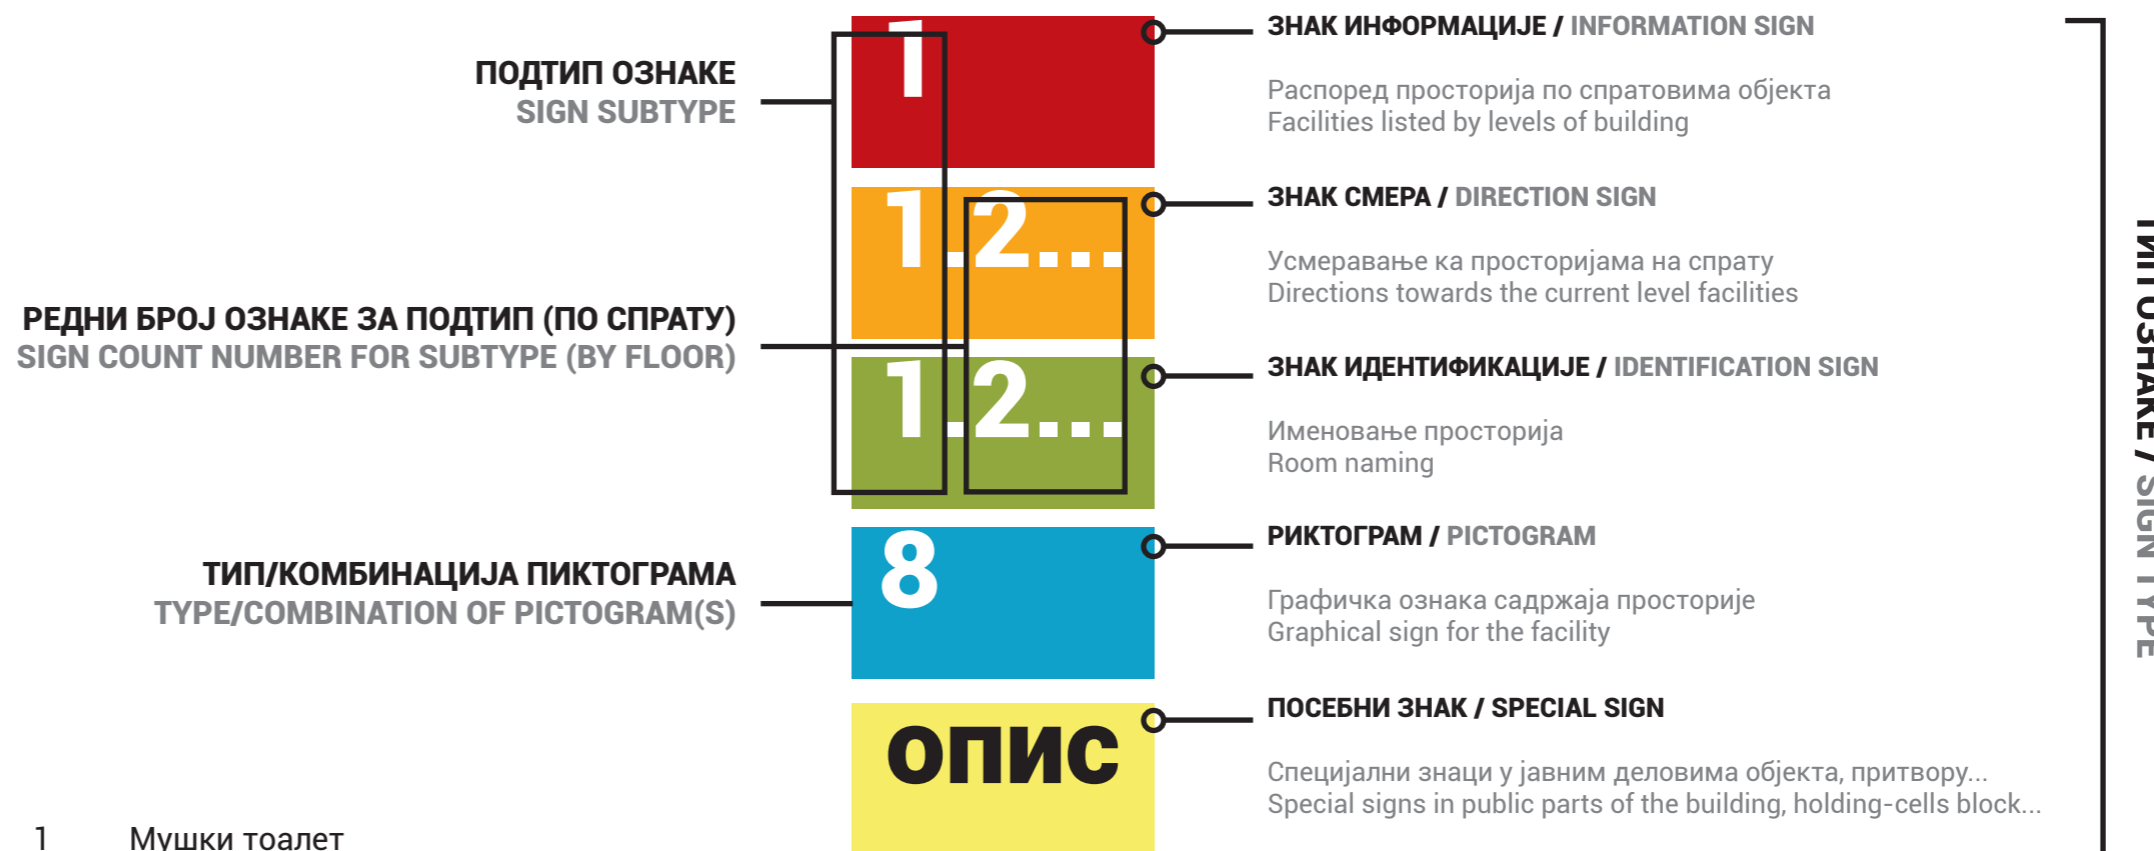 ПОДТИП ОЗНАКЕ
SIGN SUBTYPE
РЕДНИ БРОЈ ОЗНАКЕ ЗА ПОДТИП (ПО СПРАТУ)
SIGN COUNT NUMBER FOR SUBTYPE (BY FLOOR)
ТИП/КОМБИНАЦИЈА ПИКТОГРАМА
TYPE/COMBINATION OF PICTOGRAM(S)
1
1.2...
1.2...
8
ОПИС
ЗНАК ИНФОРМАЦИЈЕ / INFORMATION SIGN
Распоред просторија по спратовима објекта
Facilities listed by levels of building
ЗНАК СМЕРА / DIRECTION SIGN
Усмеравање ка просторијама на спрату
Directions towards the current level facilities
ЗНАК ИДЕНТИФИКАЦИЈЕ / IDENTIFICATION SIGN
Именовање просторија
Room naming
РИКТОГРАМ / PICTOGRAM
Графичка ознака садржаја просторије
Graphical sign for the facility
ПОСЕБНИ ЗНАК / SPECIAL SIGN
Специјални знаци у јавним деловима објекта, притвору...
Special signs in public parts of the building, holding-cells block...
ТИП ОЗНАКЕ / SIGN TYPE
1 Мушки тоалет